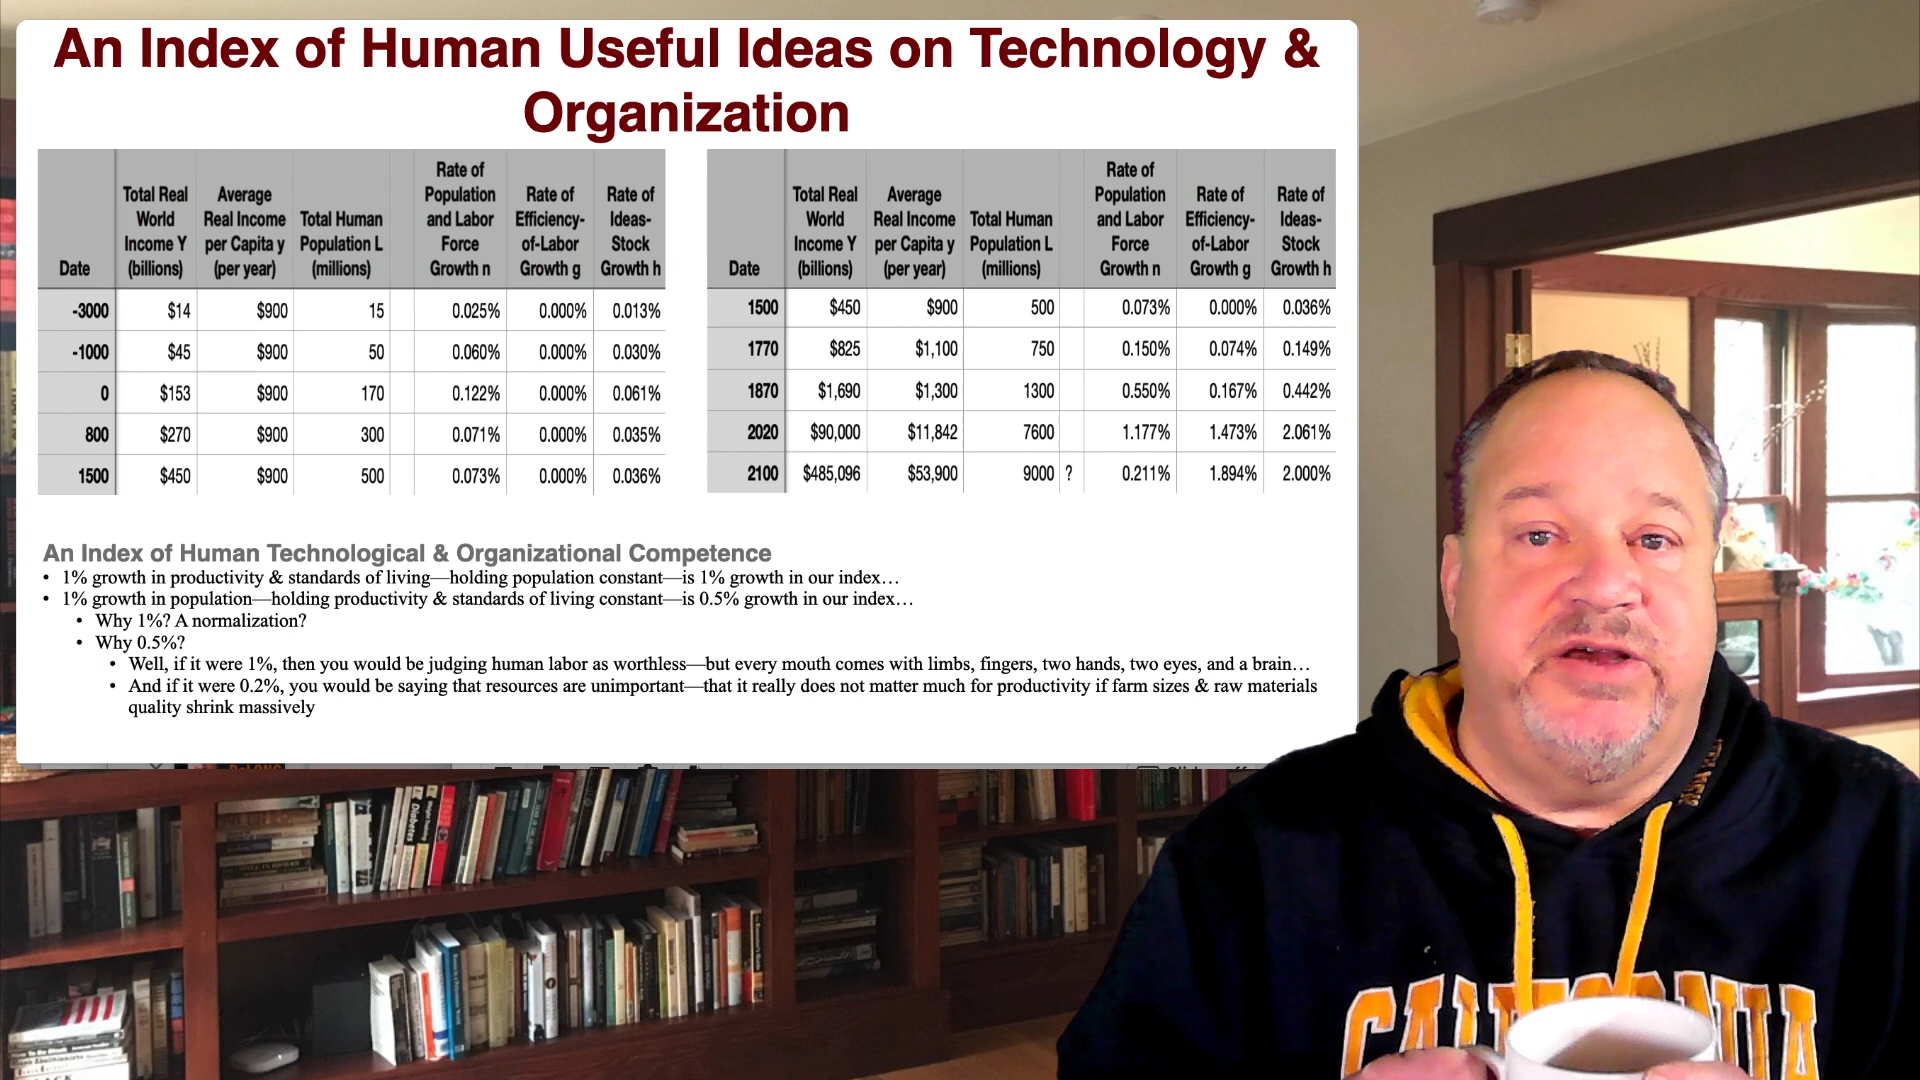 An Index of Human Useful Ideas on Technology &
Organization
Date | Total Real World Income Y (billions) | Average Real Income per Capita y (per year) | Total Human Population L (millions) | Rate of Population and Labor Force Growth n | Rate of Efficiency-of-Labor Growth g | Rate of Ideas-Stock Growth h
-3000 $14 $900 15 0.025% 0.000% 0.013%
-1000 $45 $900 50 0.060% 0.000% 0.030%
0 $153 $900 170 0.122% 0.000% 0.061%
800 $270 $900 300 0.071% 0.000% 0.035%
1500 $450 $900 500 0.073% 0.000% 0.036%
Date | Total Real World Income Y (billions) | Average Real Income per Capita y (per year) | Total Human Population L (millions) | Rate of Population and Labor Force Growth n | Rate of Efficiency-of-Labor Growth g | Rate of Ideas-Stock Growth h
1500 $450 $900 500 0.073% 0.000% 0.036%
1770 $825 $1,100 750 0.150% 0.074% 0.149%
1870 $1,690 $1,300 1300 0.550% 0.167% 0.442%
2020 $90,000 $11,842 7600 1.177% 1.473% 2.061%
2100 $485,096 $53,900 9000 ? 0.211% 1.894% 2.000%
An Index of Human Technological & Organizational Competence
• 1% growth in productivity & standards of living—holding population constant—is 1% growth in our index…
• 1% growth in population—holding productivity & standards of living constant—is 0.5% growth in our index…
• Why 1%? A normalization?
• Why 0.5%?
• Well, if it were 1%, then you would be judging human labor as worthless—but every mouth comes with limbs, fingers, two hands, two eyes, and a brain…
• And if it were 0.2%, you would be saying that resources are unimportant—that it really does not matter much for productivity if farm sizes & raw materials
quality shrink massively
Diabetes
CALIFORNIA